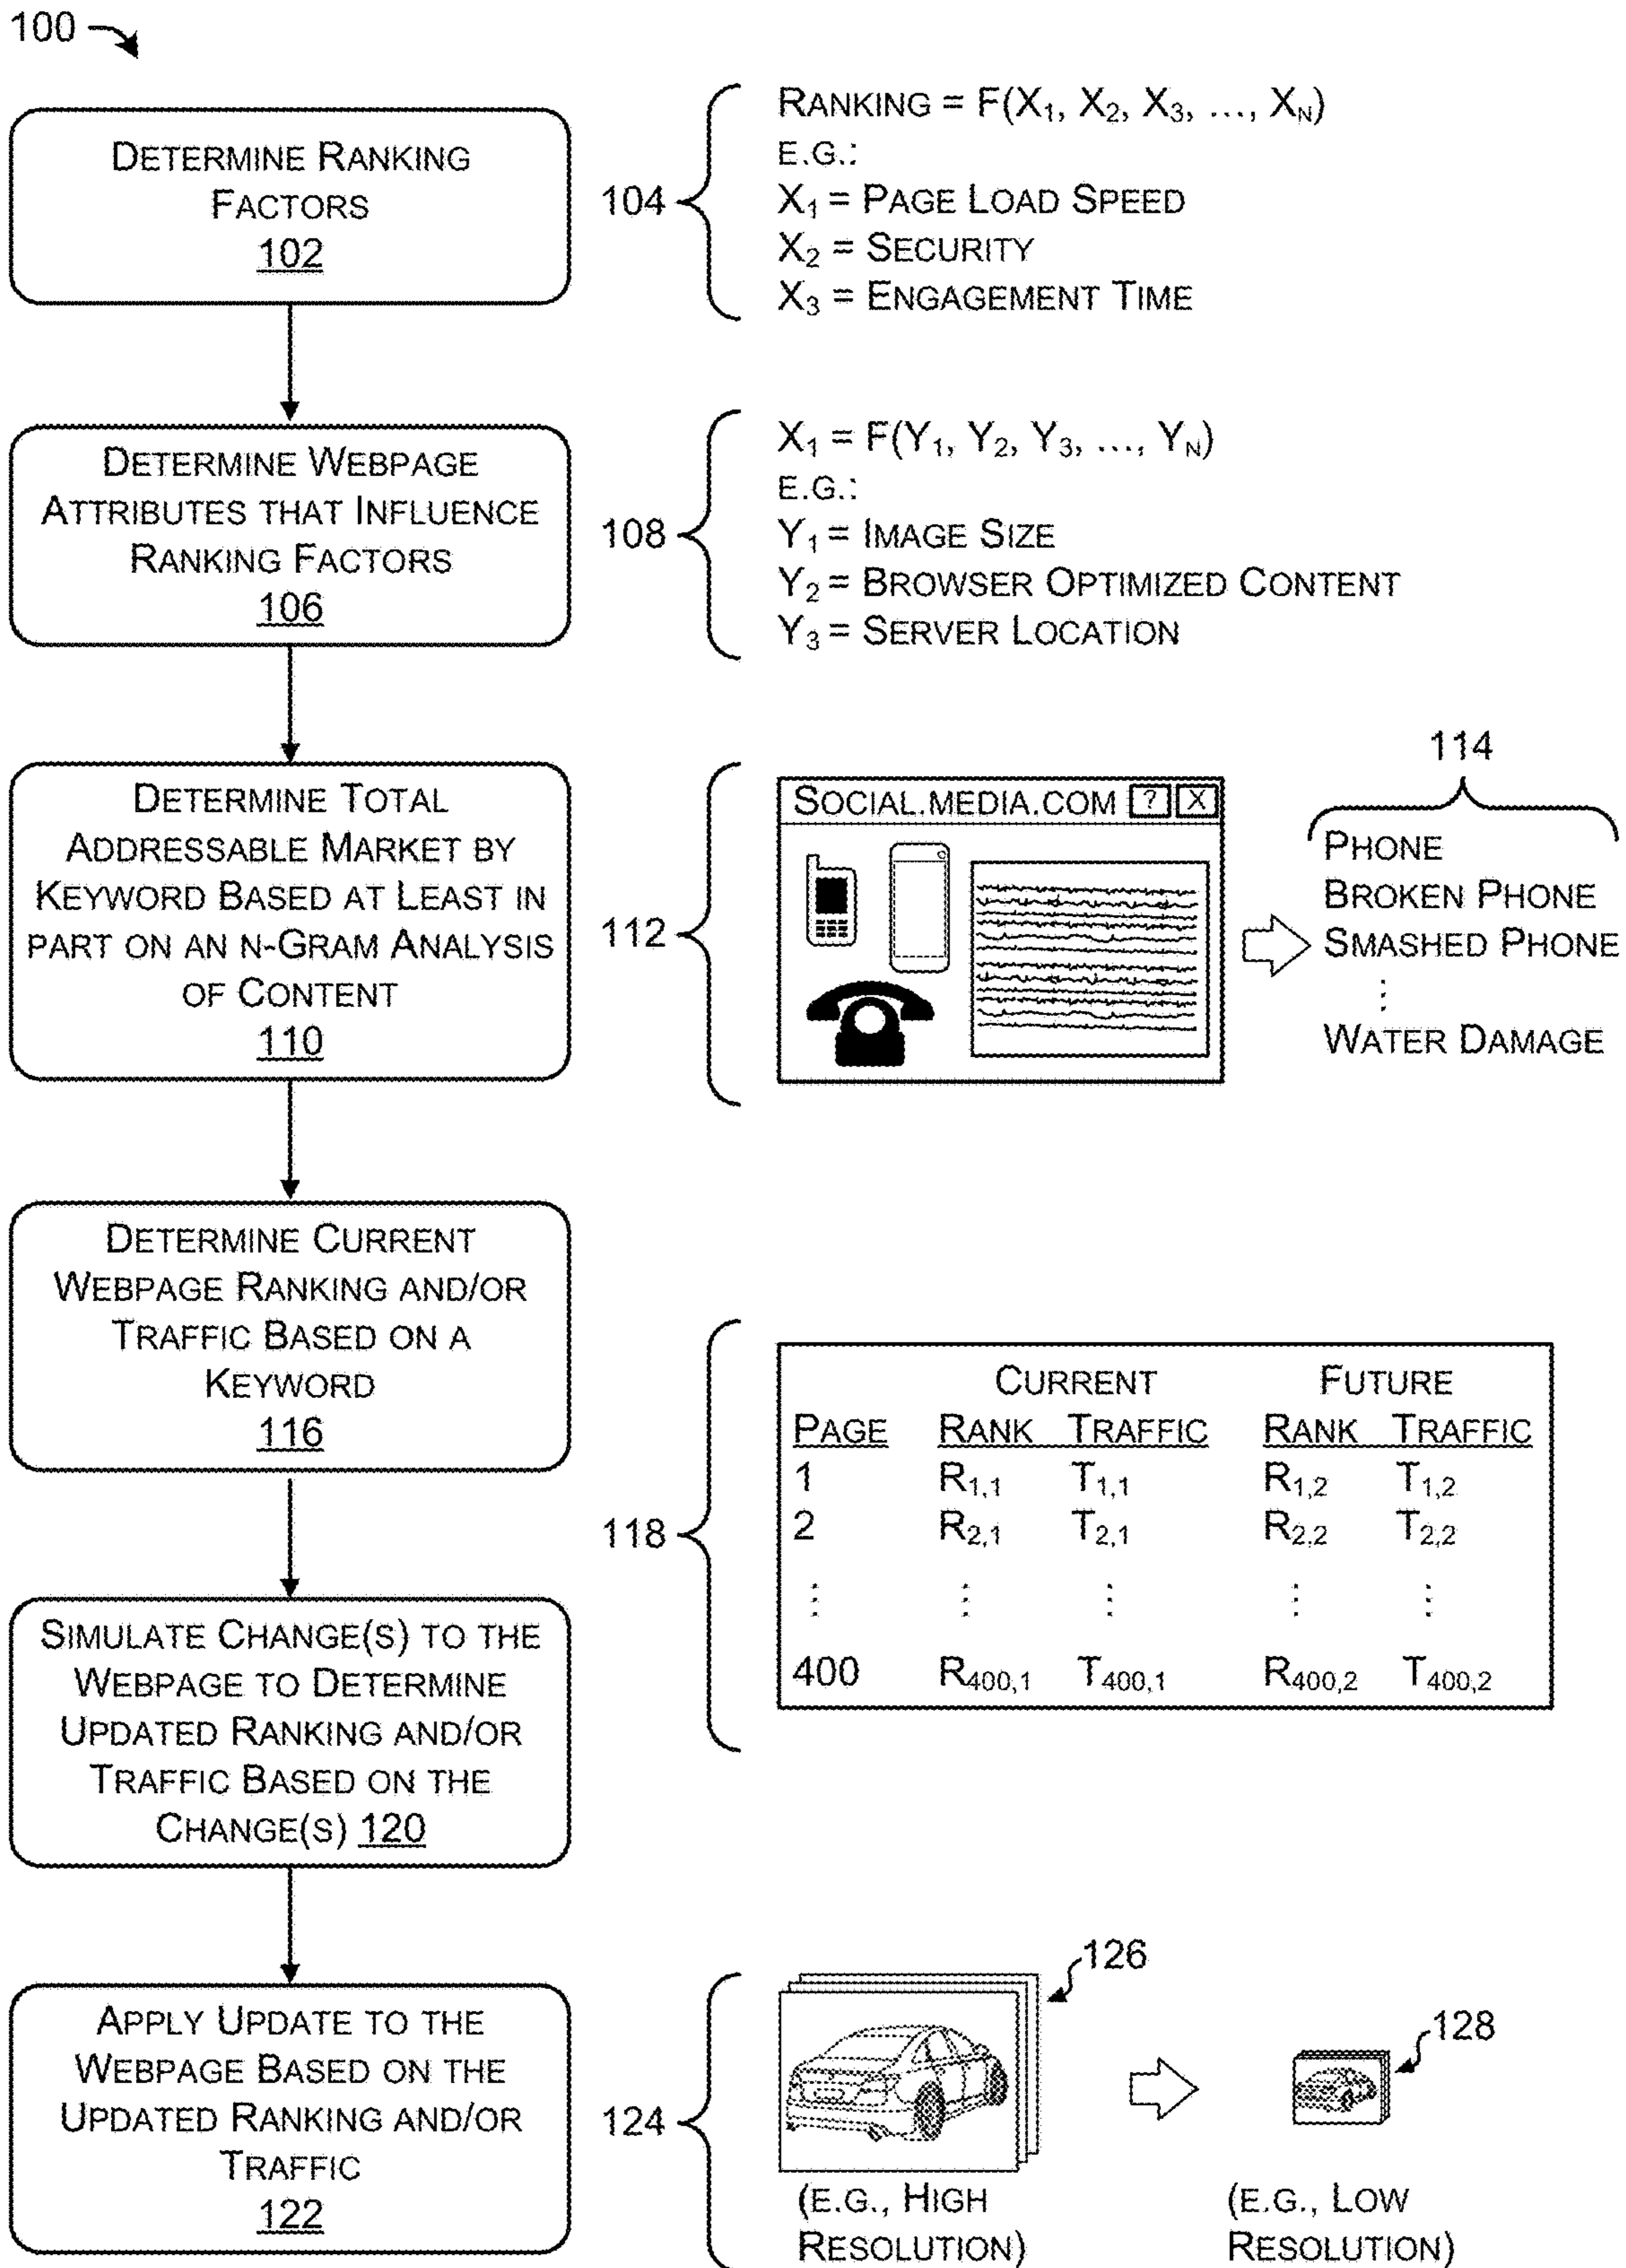 100
DETERMINE RANKING
FACTORS
102
104
RANKING = F(X₁, X₂, X₃, ..., X_N)
E.G.:
X₁ = PAGE LOAD SPEED
X₂ = SECURITY
X₃ = ENGAGEMENT TIME
DETERMINE WEBPAGE
ATTRIBUTES THAT INFLUENCE
RANKING FACTORS
106
108
X₁ = F(Y₁, Y₂, Y₃, ..., Y_N)
E.G.:
Y₁ = IMAGE SIZE
Y₂ = BROWSER OPTIMIZED CONTENT
Y₃ = SERVER LOCATION
DETERMINE TOTAL
ADDRESSABLE MARKET BY
KEYWORD BASED AT LEAST IN
PART ON AN N-GRAM ANALYSIS
OF CONTENT
110
112
SOCIAL.MEDIA.COM ? X
114
PHONE
BROKEN PHONE
SMASHED PHONE
⋮
WATER DAMAGE
DETERMINE CURRENT
WEBPAGE RANKING AND/OR
TRAFFIC BASED ON A
KEYWORD
116
118
CURRENT FUTURE
PAGE RANK TRAFFIC RANK TRAFFIC
1 R₁,₁ T₁,₁ R₁,₂ T₁,₂
2 R₂,₁ T₂,₁ R₂,₂ T₂,₂
⋮ ⋮ ⋮ ⋮ ⋮
400 R₄₀₀,₁ T₄₀₀,₁ R₄₀₀,₂ T₄₀₀,₂
SIMULATE CHANGE(S) TO THE
WEBPAGE TO DETERMINE
UPDATED RANKING AND/OR
TRAFFIC BASED ON THE
CHANGE(S) 120
APPLY UPDATE TO THE
WEBPAGE BASED ON THE
UPDATED RANKING AND/OR
TRAFFIC
122
124
126
(E.G., HIGH
RESOLUTION)
128
(E.G., LOW
RESOLUTION)